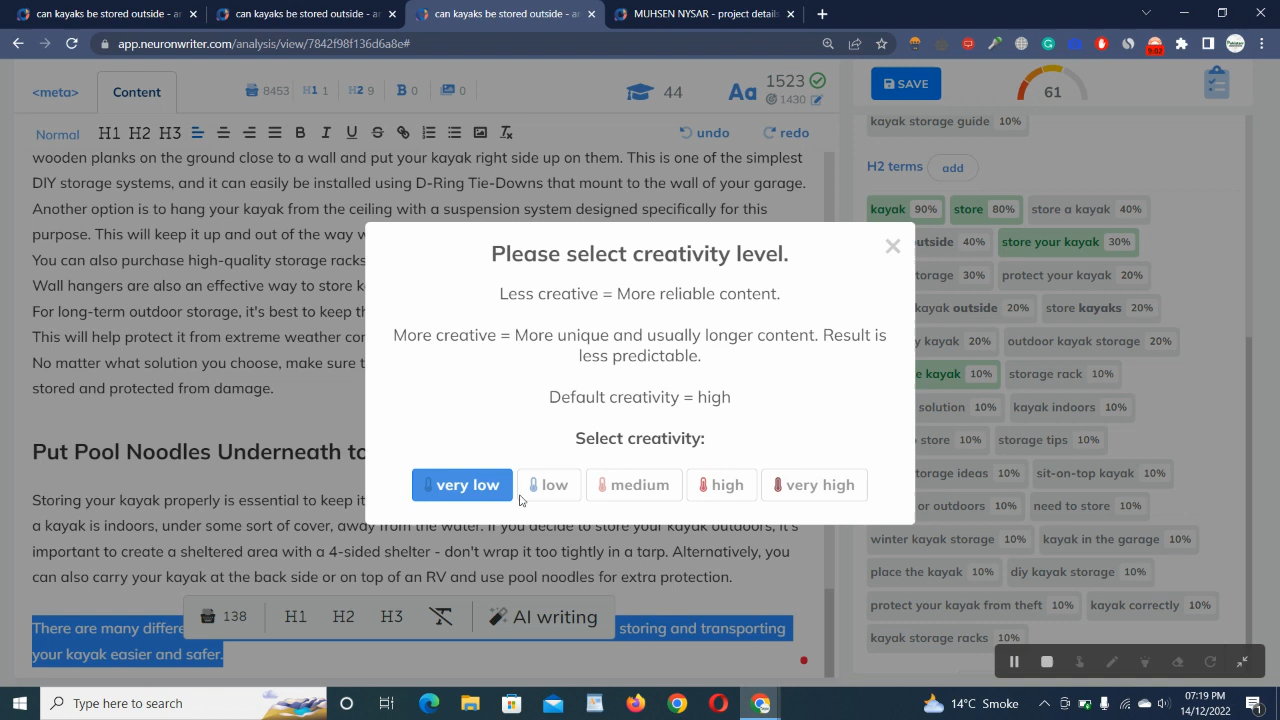 can kayaks be stored outside - ar
can kayaks be stored outside - ar
can kayaks be stored outside - ar
MUHSEN NYSAR - project details
app.neuronwriter.com/analysis/view/7842f98f136d6a8e#
9:02
<meta>
Content
8453
H1 1
H2 9
B 0
0
44
Aa
1523
1430
SAVE
61
Normal
H1 H2 H3
undo
redo
wooden planks on the ground close to a wall and put your kayak right side up on them. This is one of the simplest
DIY storage systems, and it can easily be installed using D-Ring Tie-Downs that mount to the wall of your garage.
Another option is to hang your kayak from the ceiling with a suspension system designed specifically for this
purpose. This will keep it up and out of the way w
You can also purchase high-quality storage racks
Wall hangers are also an effective way to store k
For long-term outdoor storage, it's best to keep th
This will help protect it from extreme weather con
No matter what solution you choose, make sure t
stored and protected from damage.
Put Pool Noodles Underneath to
Storing your kayak properly is essential to keep it
a kayak is indoors, under some sort of cover, away from the water. If you decide to store your kayak outdoors, it's
important to create a sheltered area with a 4-sided shelter - don't wrap it too tightly in a tarp. Alternatively, you
can also carry your kayak at the back side or on top of an RV and use pool noodles for extra protection.
138
H1
H2
H3
AI writing
There are many differe
storing and transporting
your kayak easier and safer.
Please select creativity level.
Less creative = More reliable content.
More creative = More unique and usually longer content. Result is
less predictable.
Default creativity = high
Select creativity:
very low
low
medium
high
very high
kayak storage guide 10%
H2 terms
add
kayak 90%
store 80%
store a kayak 40%
outside 40%
store your kayak 30%
torage 30%
protect your kayak 20%
kayak outside 20%
store kayaks 20%
y kayak 20%
outdoor kayak storage 20%
e kayak 10%
storage rack 10%
solution 10%
kayak indoors 10%
o store 10%
storage tips 10%
torage ideas 10%
sit-on-top kayak 10%
or outdoors 10%
need to store 10%
winter kayak storage 10%
kayak in the garage 10%
place the kayak 10%
diy kayak storage 10%
protect your kayak from theft 10%
kayak correctly 10%
kayak storage racks 10%
Type here to search
14°C Smoke
07:19 PM
14/12/2022